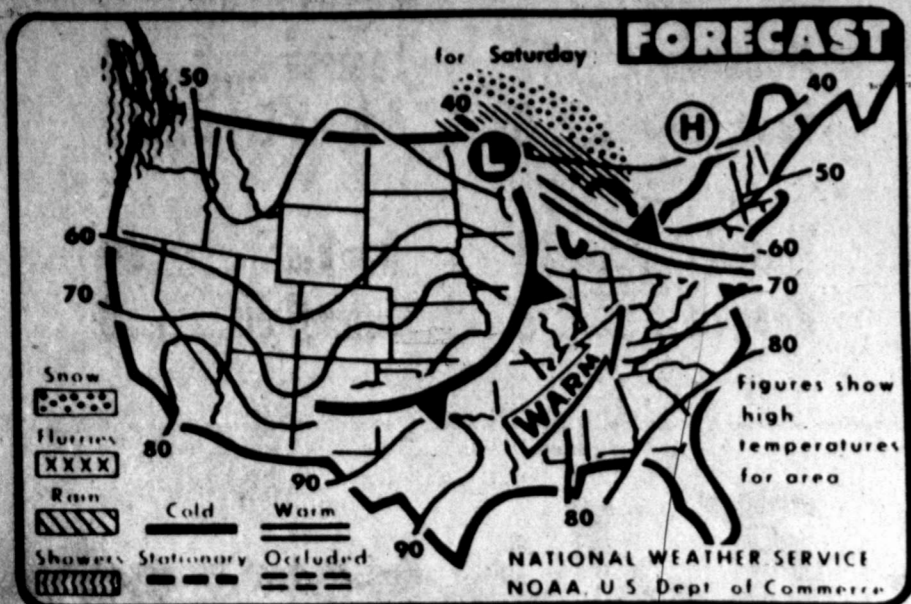 FORECAST
for Saturday
50
40
40
H
L
50
60
60
70
70
80
WARM
Figures show
high
temperatures
for area
Snow
Flurries
XXXX
Rain
Showers
80
90
Cold
Warm
Stationary
Occluded
90
80
NATIONAL WEATHER SERVICE
NOAA, U.S. Dept. of Commerce